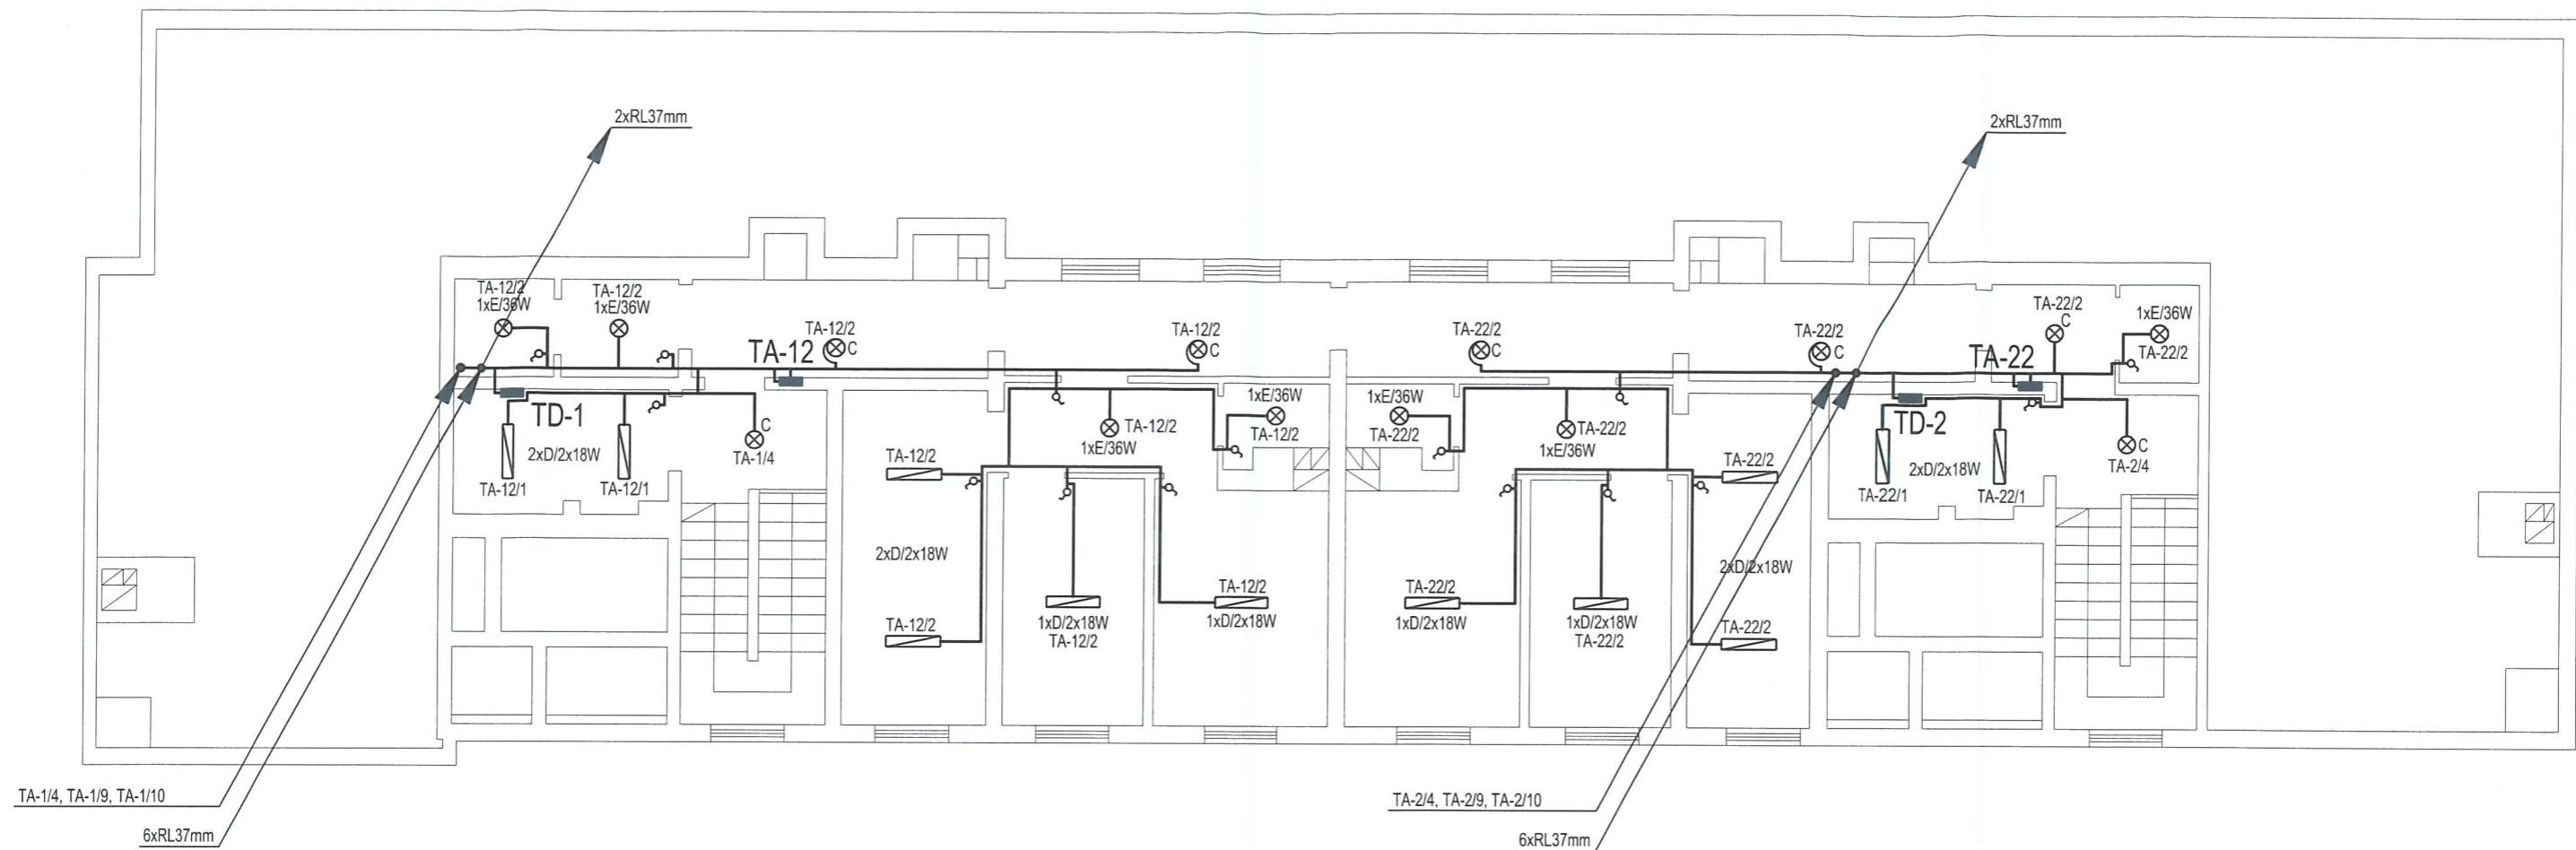 2xRL37mm
2xRL37mm
TA-12/2
1xE/36W
TA-12/2
1xE/36W
TA-12/2
C
TA-12
TA-12/2
C
TA-22/2
C
TA-22/2
C
TA-22
TA-22/2
C
1xE/36W
TA-22/2
TD-1
2xD/2x18W
TA-12/1
TA-12/1
C
TA-1/4
TA-12/2
1xE/36W
1xE/36W
TA-12/2
1xE/36W
TA-22/2
TA-22/2
1xE/36W
TD-2
2xD/2x18W
TA-22/1
TA-22/1
C
TA-2/4
TA-12/2
2xD/2x18W
TA-12/2
1xD/2x18W
TA-12/2
TA-12/2
1xD/2x18W
TA-22/2
1xD/2x18W
1xD/2x18W
TA-22/2
TA-22/2
2xD/2x18W
TA-22/2
TA-1/4, TA-1/9, TA-1/10
6xRL37mm
TA-2/4, TA-2/9, TA-2/10
6xRL37mm